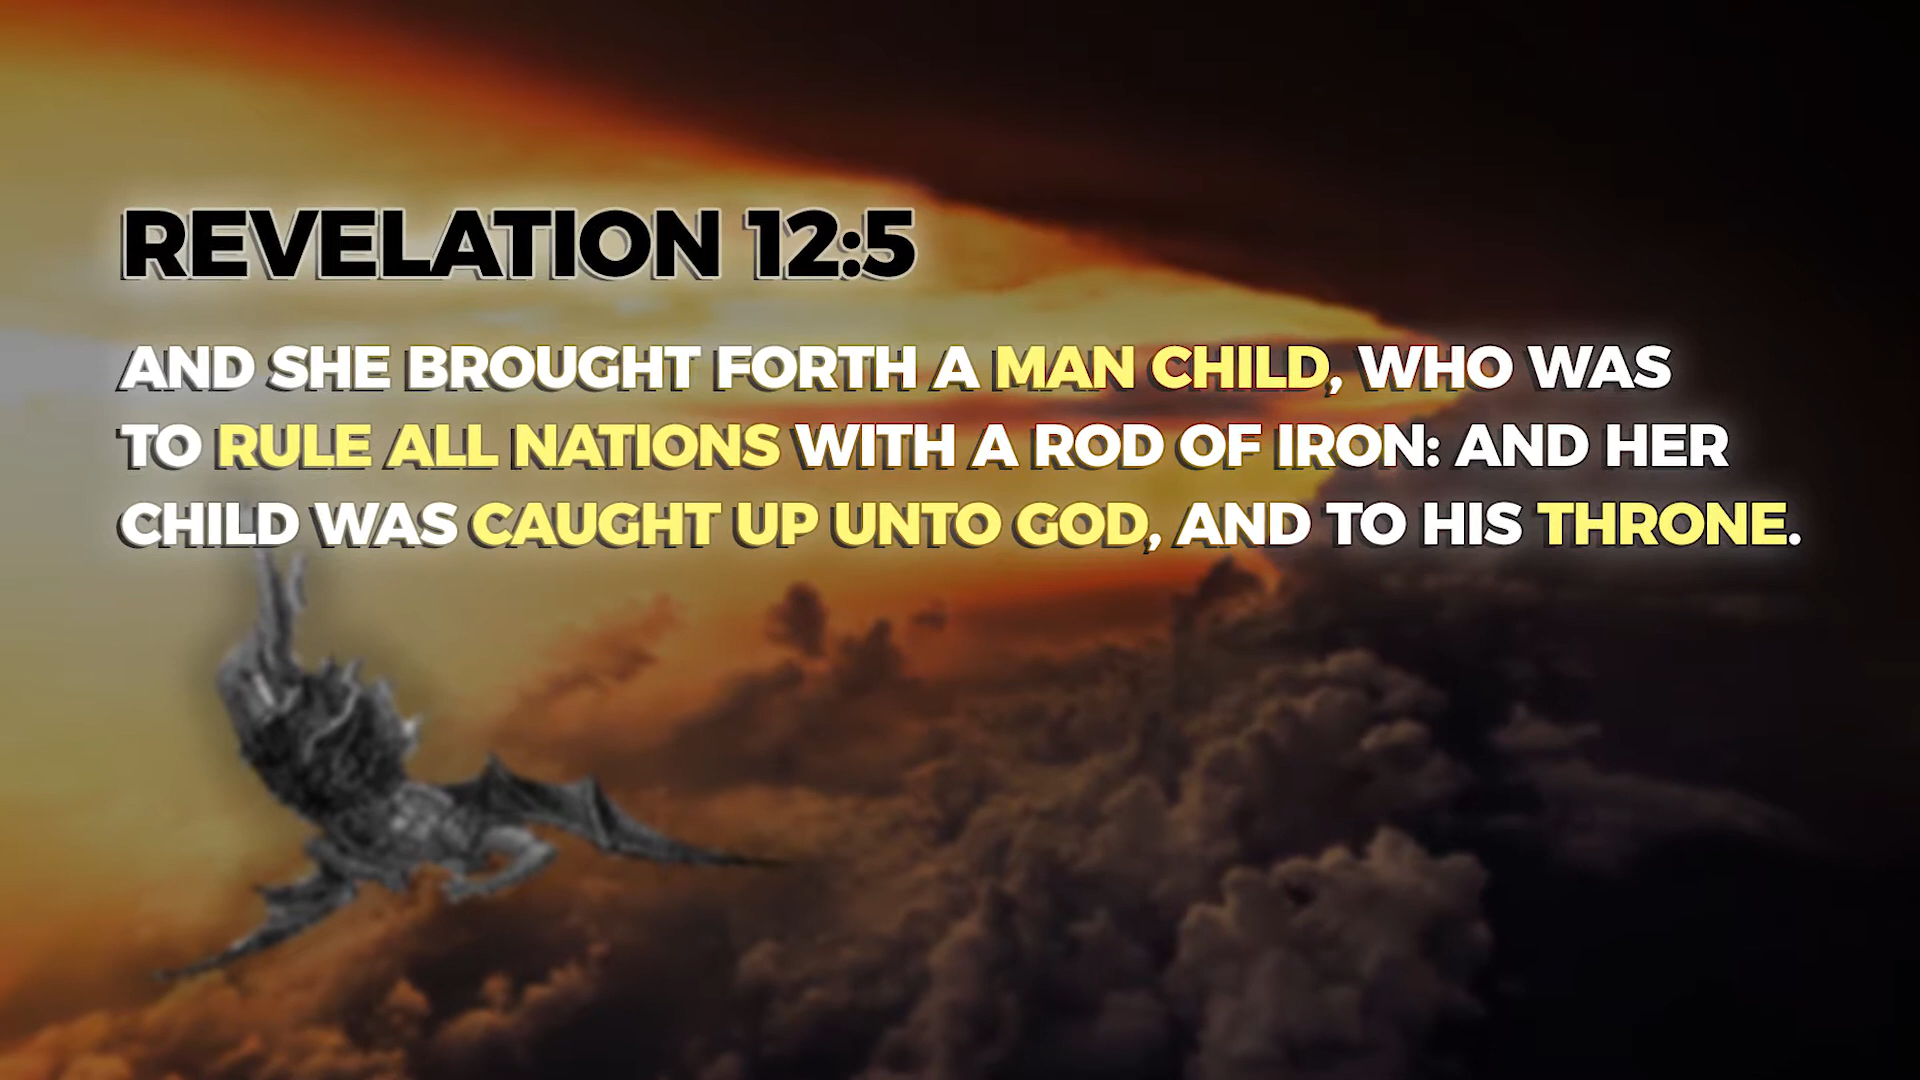 REVELATION 12:5
AND SHE BROUGHT FORTH A MAN CHILD, WHO WAS
TO RULE ALL NATIONS WITH A ROD OF IRON: AND HER
CHILD WAS CAUGHT UP UNTO GOD, AND TO HIS THRONE.